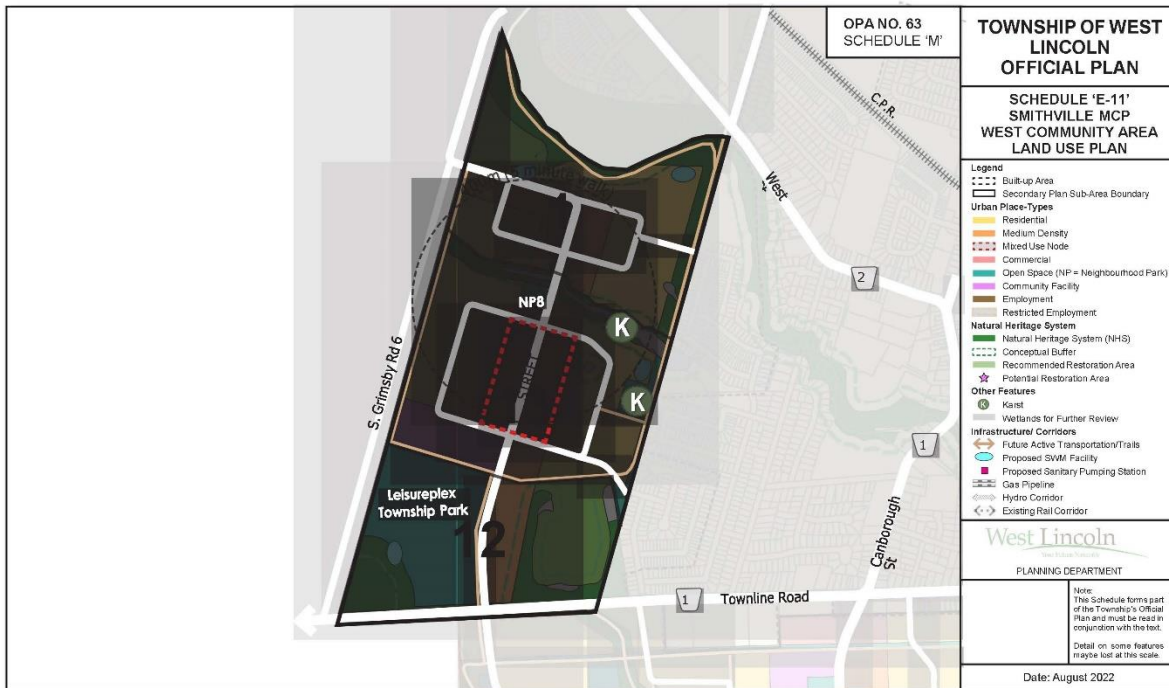 OPA NO. 63
SCHEDULE 'M'
TOWNSHIP OF WEST
LINCOLN
OFFICIAL PLAN
SCHEDULE 'E-11'
SMITHVILLE MCP
WEST COMMUNITY AREA
LAND USE PLAN
Legend
Built-up Area
Secondary Plan Sub-Area Boundary
Urban Place-Types
Residential
Medium Density
Mixed Use Node
Commercial
Open Space (NP = Neighbourhood Park)
Community Facility
Employment
Restricted Employment
Natural Heritage System
Natural Heritage System (NHS)
Conceptual Buffer
Recommended Restoration Area
Potential Restoration Area
Other Features
K Karst
Wetlands for Further Review
Infrastructure/ Corridors
Future Active Transportation/Trails
Proposed SWM Facility
Proposed Sanitary Pumping Station
Gas Pipeline
Hydro Corridor
Existing Rail Corridor
West Lincoln
PLANNING DEPARTMENT
Note:
This Schedule forms part
of the Township's Official
Plan and must be read in
conjunction with the text.
Detail on some features
maybe lost at this scale.
Date: August 2022
C.P.R.
West
2
NP8
K
STREET
S. Grimsby Rd 6
K
1
Leisureplex
Township Park
12
Canborough
St
1
Townline Road